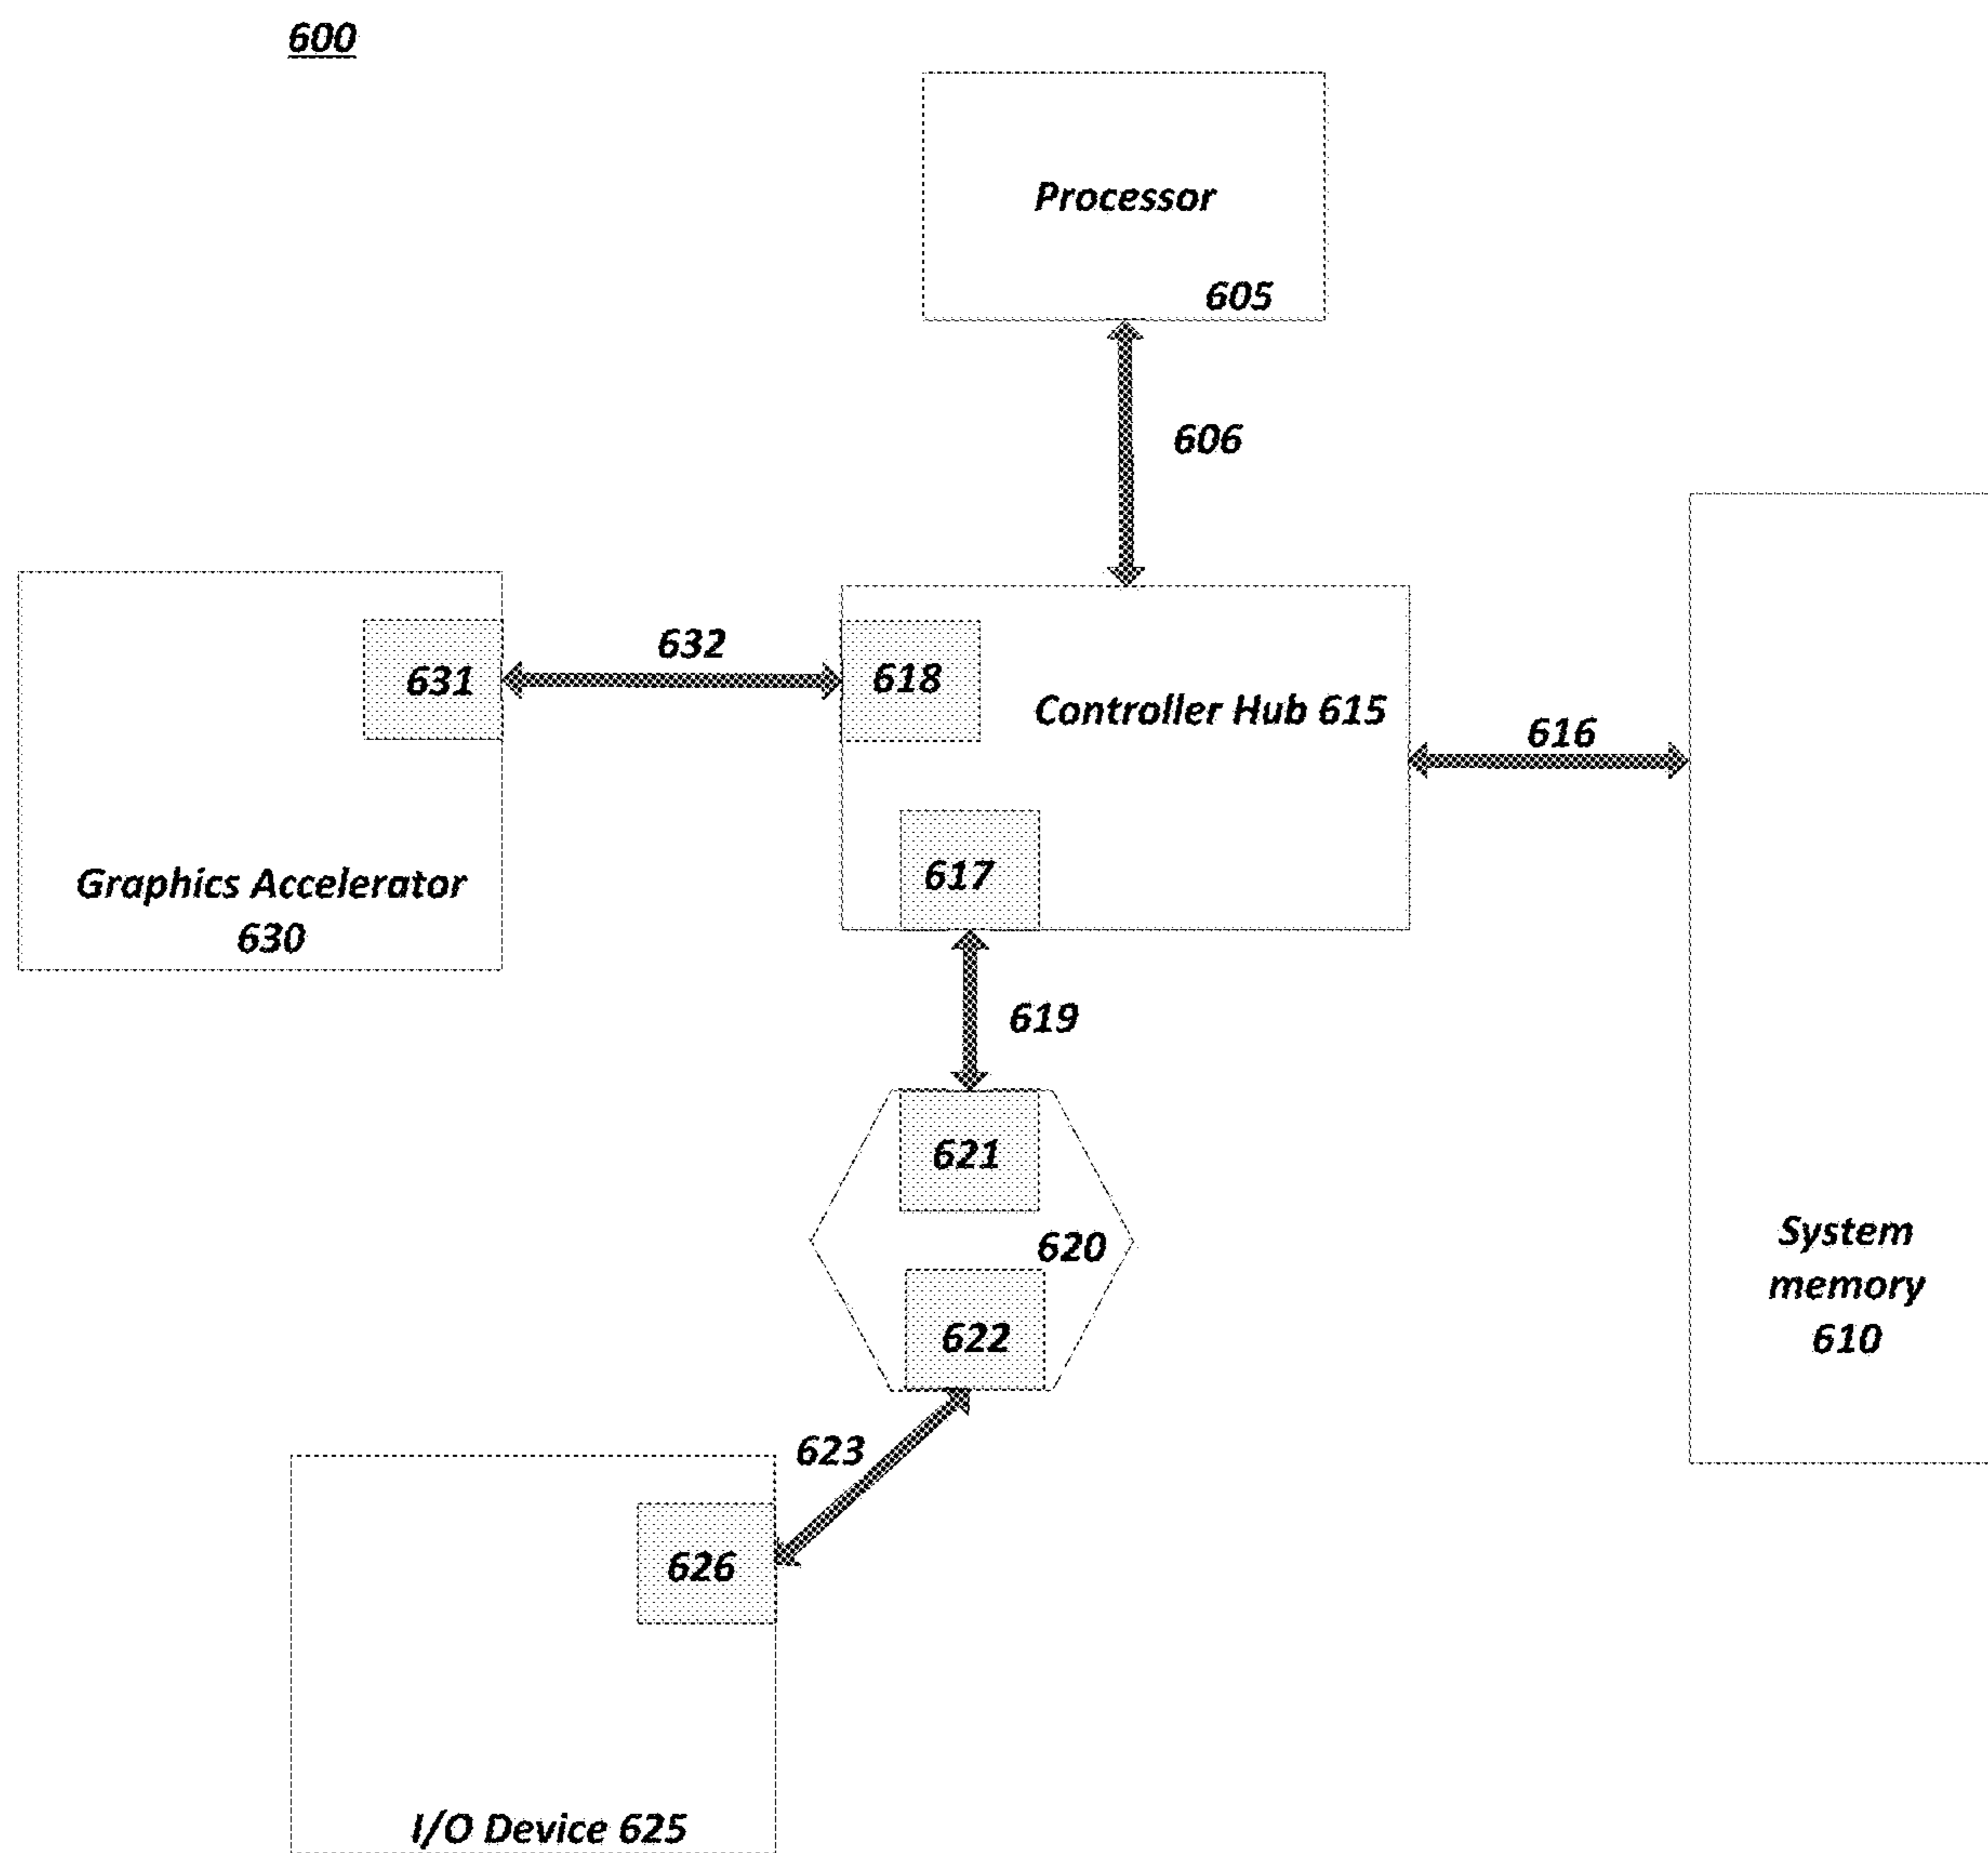 600
Processor
605
606
632
631
618
Controller Hub 615
616
617
Graphics Accelerator
630
619
621
620
System
memory
610
622
623
626
I/O Device 625